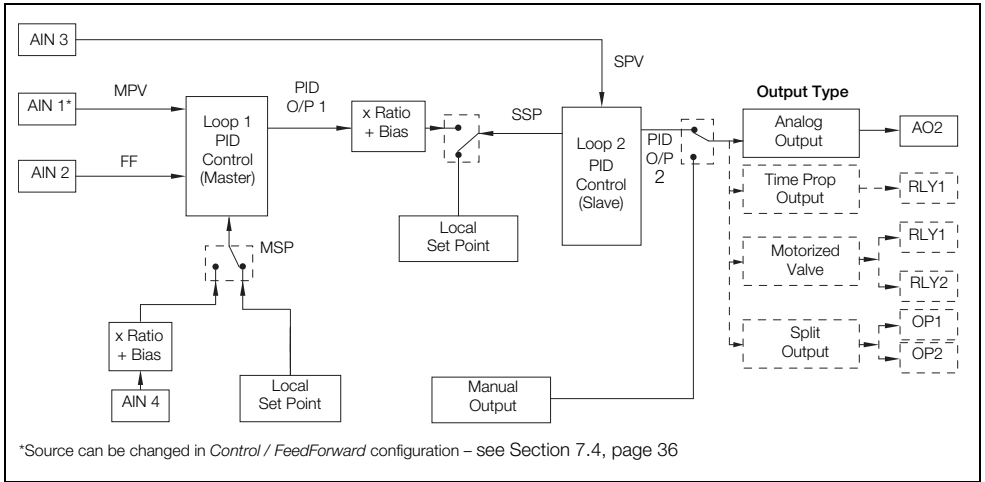 AIN 3
SPV
AIN 1*
MPV
PID
O/P 1
Loop 1
PID
Control
(Master)
x Ratio
+ Bias
SSP
Loop 2
PID
Control
(Slave)
PID
O/P
2
Output Type
Analog
Output
AO2
AIN 2
FF
Time Prop
Output
RLY1
Local
Set Point
MSP
Motorized
Valve
RLY1
RLY2
x Ratio
+ Bias
Split
Output
OP1
OP2
AIN 4
Local
Set Point
Manual
Output
*Source can be changed in Control / FeedForward configuration – see Section 7.4, page 36